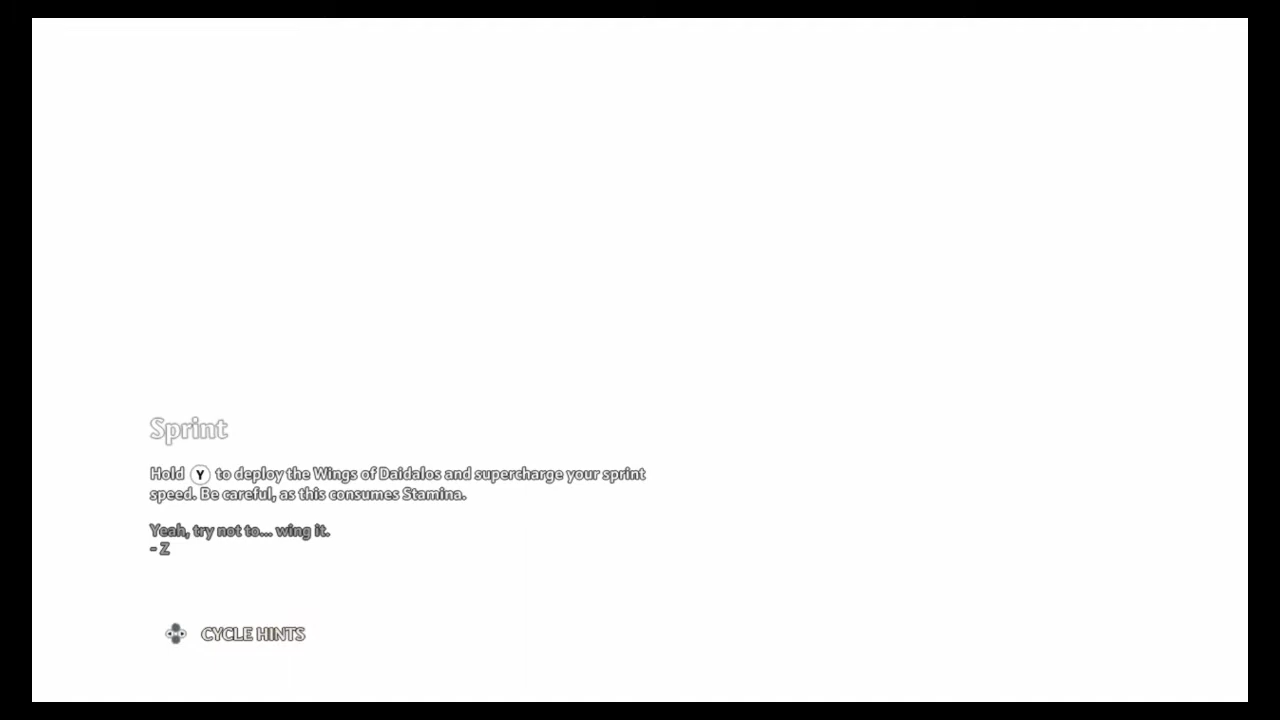 Sprint
Hold Y to deploy the Wings of Daidalos and supercharge your sprint
speed. Be careful, as this consumes Stamina.
Yeah, try not to... wing it.
- Z
CYCLE HINTS